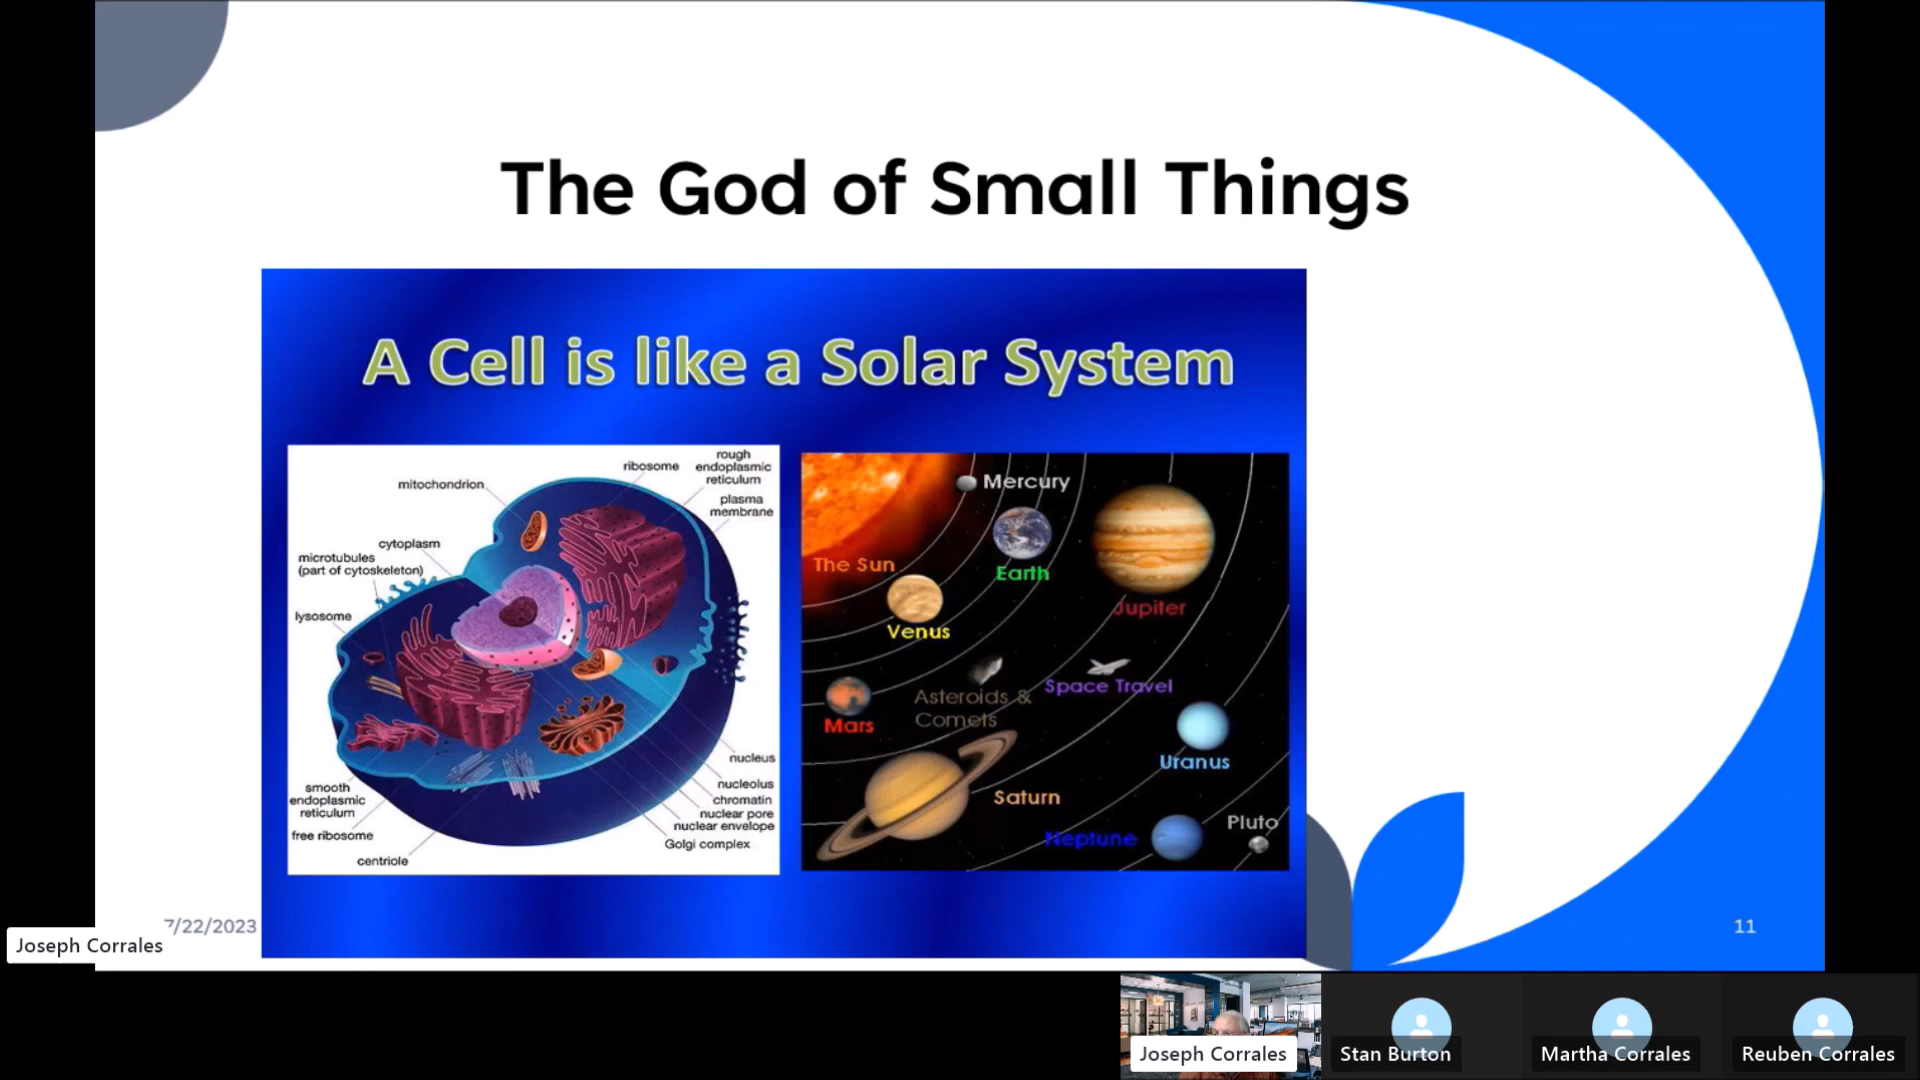 The God of Small Things
A Cell is like a Solar System
ribosome
rough
endoplasmic
reticulum
mitochondrion
plasma
membrane
cytoplasm
microtubules
(part of cytoskeleton)
lysosome
nucleus
nucleolus
chromatin
nuclear pore
nuclear envelope
Golgi complex
smooth
endoplasmic
reticulum
free ribosome
centriole
Mercury
The Sun
Earth
Jupiter
Venus
Asteroids &
Comets
Space Travel
Mars
Uranus
Saturn
Neptune
Pluto
7/22/2023
11
Joseph Corrales
Joseph Corrales
Stan Burton
Martha Corrales
Reuben Corrales